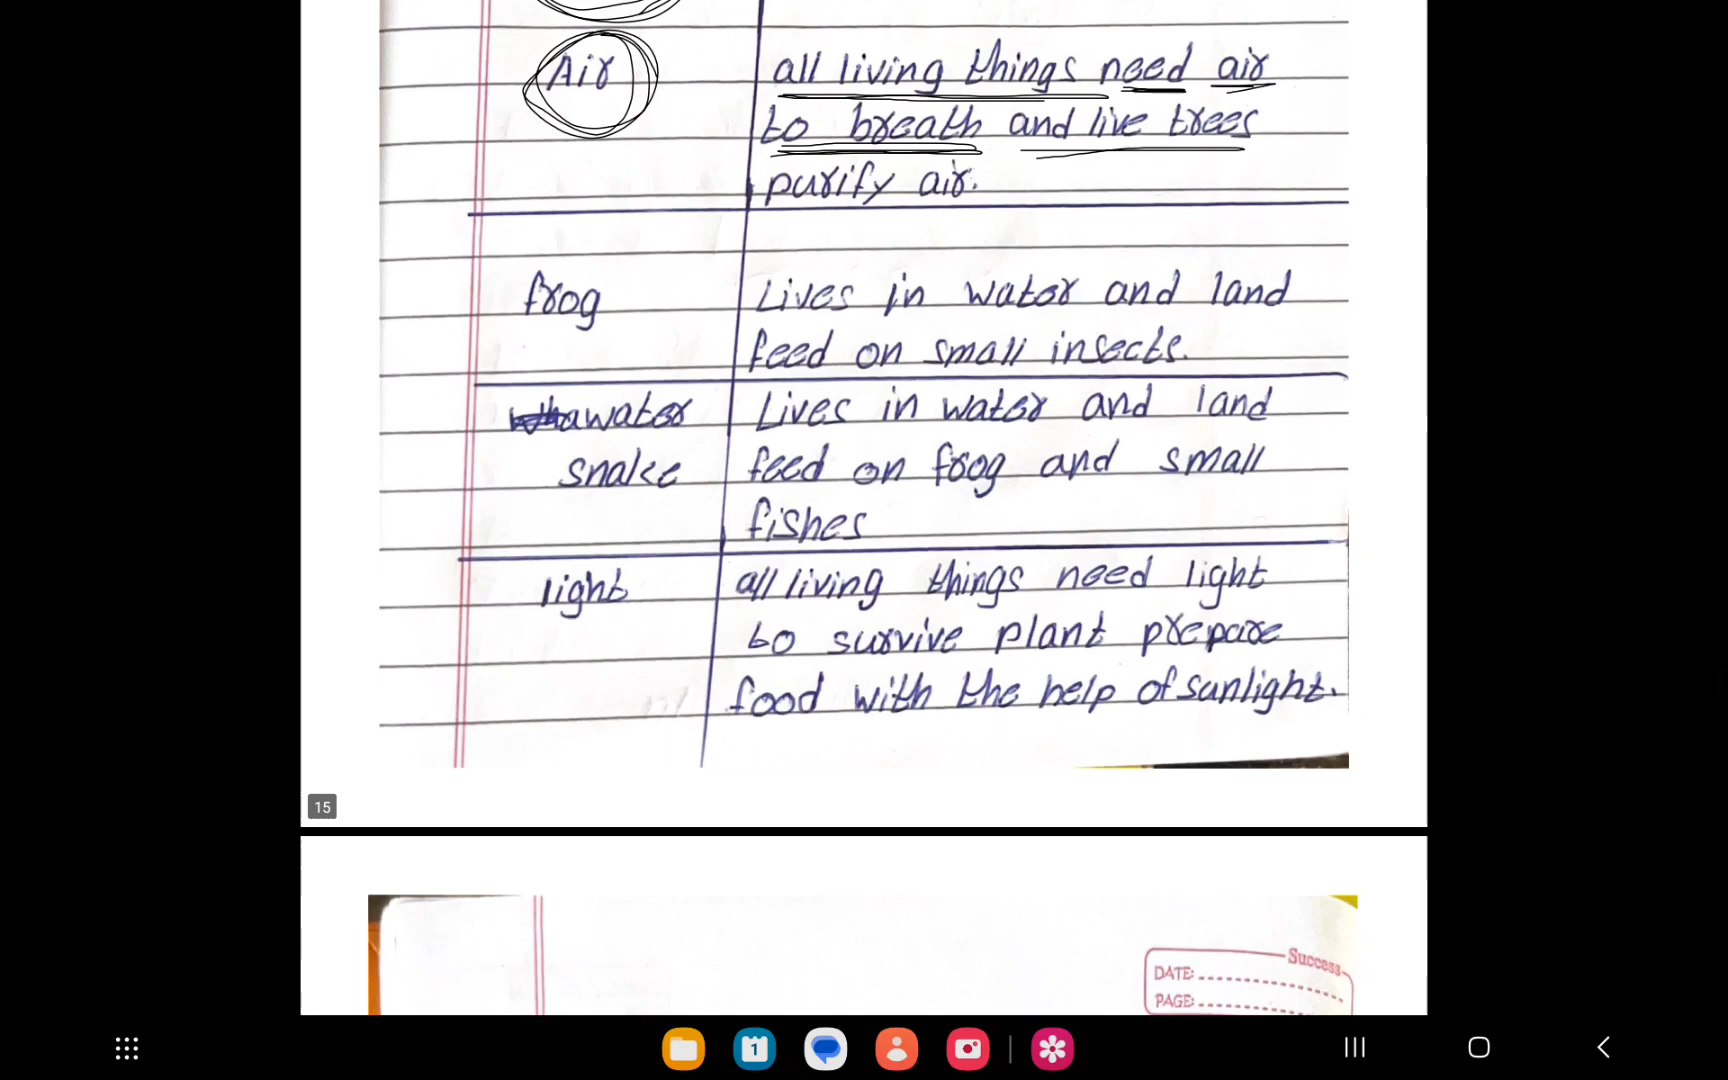 Air
all living things need air
to breath and live trees
purify air.
frog
Lives in water and land
feed on small insects.
water
snake
Lives in water and land
feed on frog and small
fishes
light
all living things need light
to survive plant prepare
food with the help of sunlight.
15
Success
DATE:
PAGE:
1